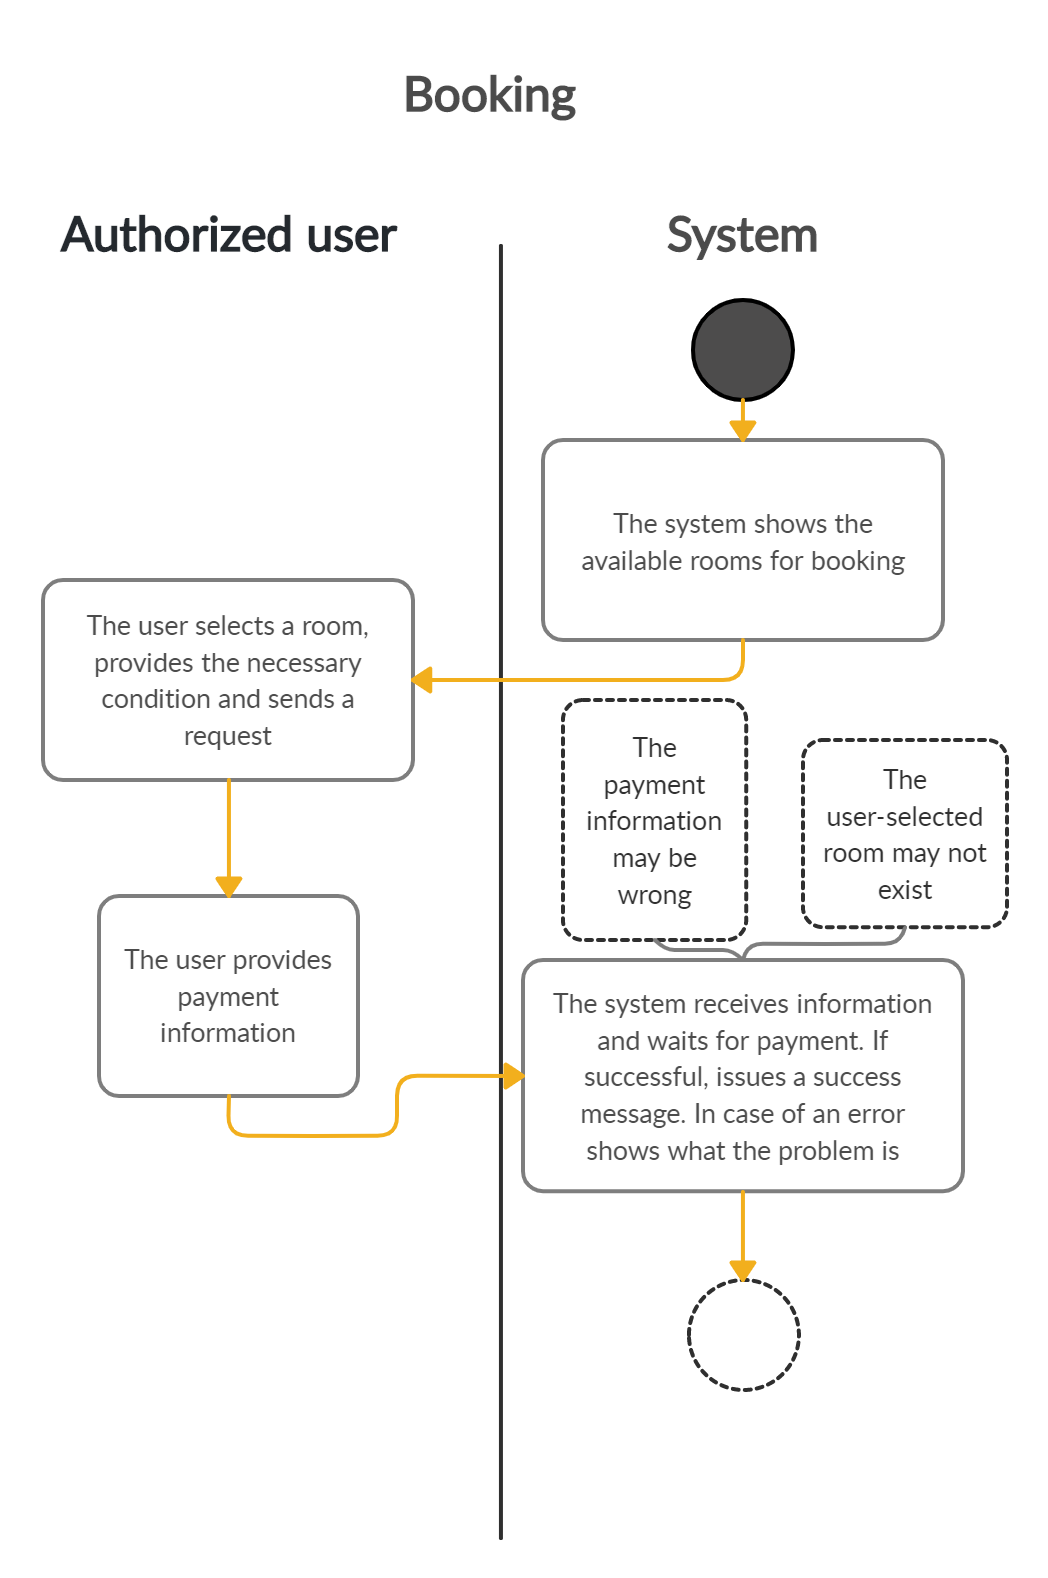 Booking
Authorized user
System
The system shows the
available rooms for booking
The user selects a room,
provides the necessary
condition and sends a
request
The
payment
information
may be
wrong
The
user-selected
room may not
exist
The user provides
payment
information
The system receives information
and waits for payment. If
successful, issues a success
message. In case of an error
shows what the problem is